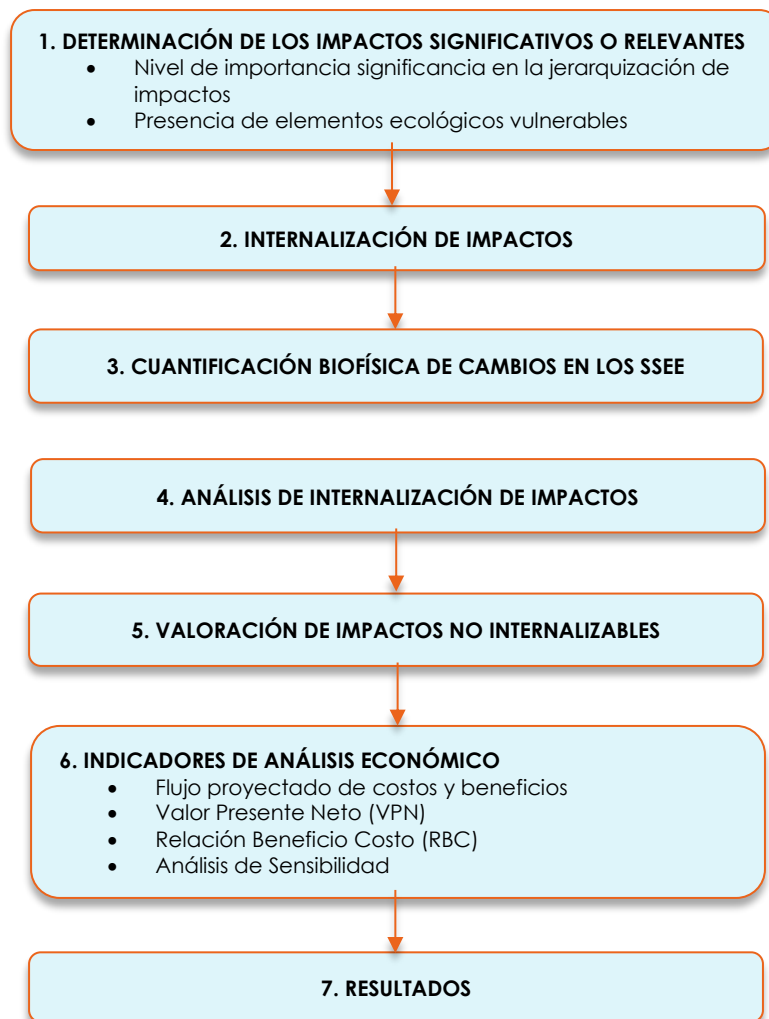 1. DETERMINACIÓN DE LOS IMPACTOS SIGNIFICATIVOS O RELEVANTES
• Nivel de importancia significancia en la jerarquización de
impactos
• Presencia de elementos ecológicos vulnerables
2. INTERNALIZACIÓN DE IMPACTOS
3. CUANTIFICACIÓN BIOFÍSICA DE CAMBIOS EN LOS SSEE
4. ANÁLISIS DE INTERNALIZACIÓN DE IMPACTOS
5. VALORACIÓN DE IMPACTOS NO INTERNALIZABLES
6. INDICADORES DE ANÁLISIS ECONÓMICO
• Flujo proyectado de costos y beneficios
• Valor Presente Neto (VPN)
• Relación Beneficio Costo (RBC)
• Análisis de Sensibilidad
7. RESULTADOS